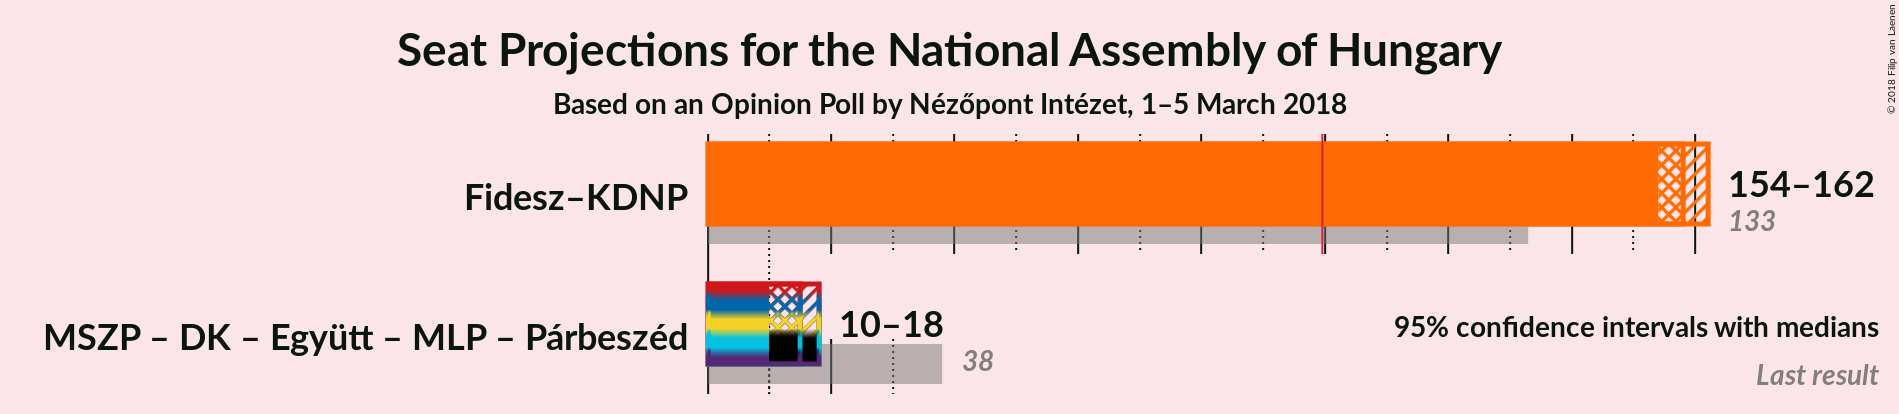 Seat Projections for the National Assembly of Hungary
Based on an Opinion Poll by Nézőpont Intézet, 1–5 March 2018
© 2018 Filip van Laenen
Fidesz–KDNP
154–162
133
MSZP – DK – Együtt – MLP – Párbeszéd
10–18
38
95% confidence intervals with medians
Last result